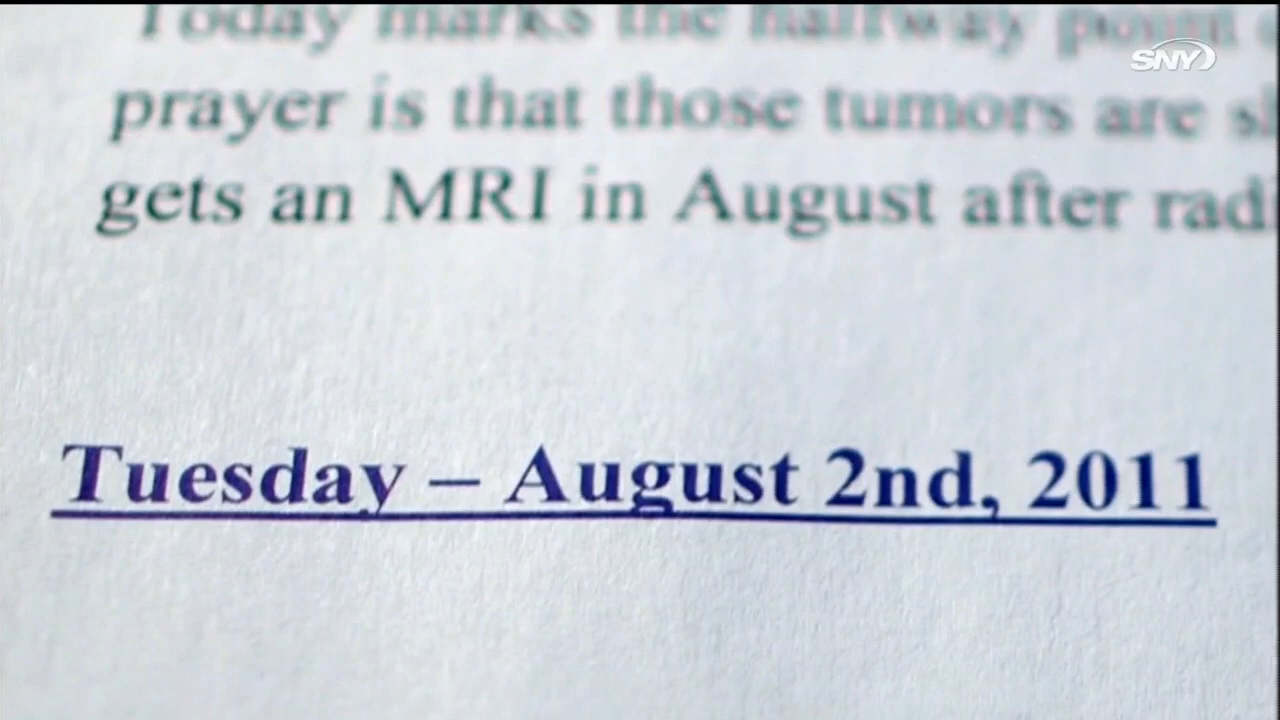 Today marks the halfway point
SNY
prayer is that those tumors are
gets an MRI in August after
Tuesday – August 2nd, 2011